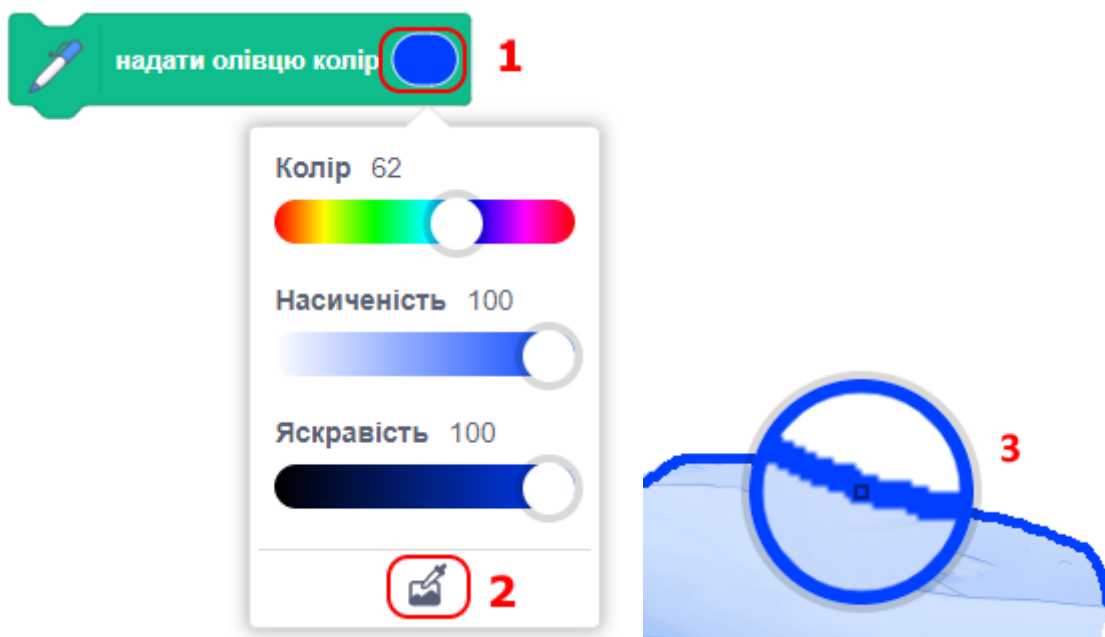 надати олівцю колір 1
Колір 62
Насиченість 100
Яскравість 100
2
3